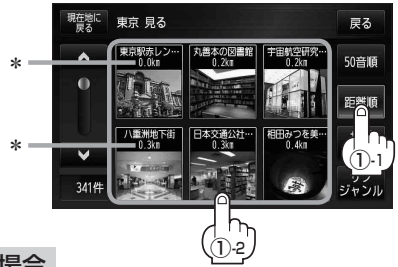 現在地に
戻る
東京 見る
戻る
東京駅赤レン…
0.0km
丸善本の図書館
0.2km
宇宙航空研究…
0.2km
50音順
距離順
*
*
八重洲地下街
0.3km
日本交通公社…
0.3km
相田みつを美…
0.4km
①-1
ジャンル
341件
①-2
場合